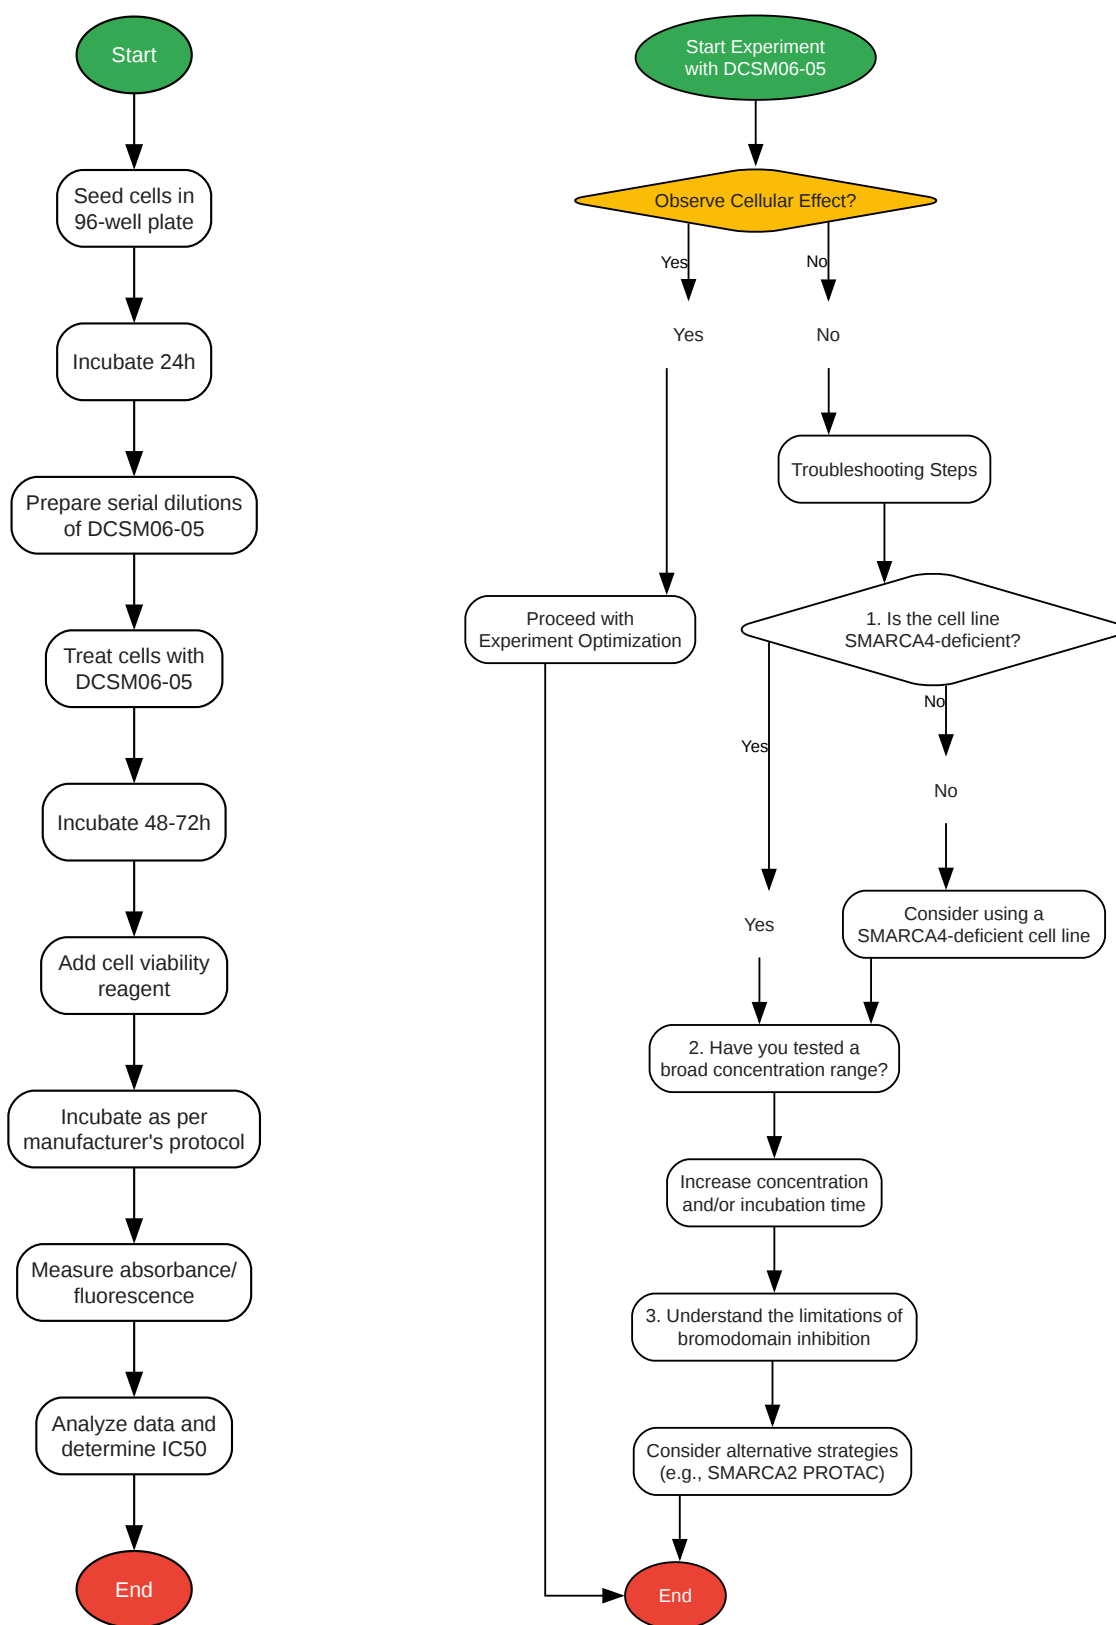 Start
Seed cells in
96-well plate
Incubate 24h
Prepare serial dilutions
of DCSM06-05
Treat cells with
DCSM06-05
Incubate 48-72h
Add cell viability
reagent
Incubate as per
manufacturer's protocol
Measure absorbance/
fluorescence
Analyze data and
determine IC50
End
Start Experiment
with DCSM06-05
Observe Cellular Effect?
Yes
No
Yes
No
Troubleshooting Steps
Proceed with
Experiment Optimization
1. Is the cell line
SMARCA4-deficient?
No
Yes
No
Yes
Consider using a
SMARCA4-deficient cell line
2. Have you tested a
broad concentration range?
Increase concentration
and/or incubation time
3. Understand the limitations of
bromodomain inhibition
Consider alternative strategies
(e.g., SMARCA2 PROTAC)
End